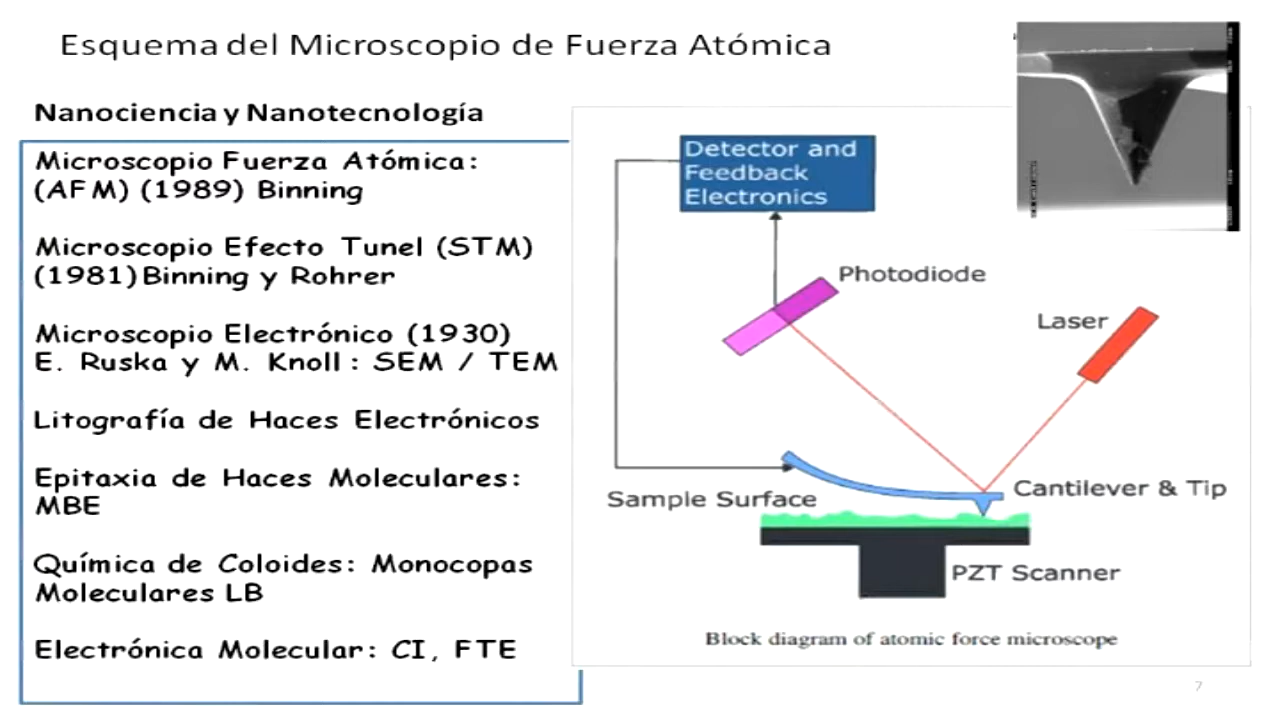 Esquema del Microscopio de Fuerza Atómica
Nanociencia y Nanotecnología
Microscopio Fuerza Atómica:
(AFM) (1989) Binning
Microscopio Efecto Tunel (STM)
(1981) Binning y Rohrer
Microscopio Electrónico (1930)
E. Ruska y M. Knoll : SEM / TEM
Litografía de Haces Electrónicos
Epitaxia de Haces Moleculares:
MBE
Química de Coloides: Monocopas
Moleculares LB
Electrónica Molecular: CI, FTE
Detector and
Feedback
Electronics
Photodiode
Laser
Cantilever & Tip
Sample Surface
PZT Scanner
Block diagram of atomic force microscope
7